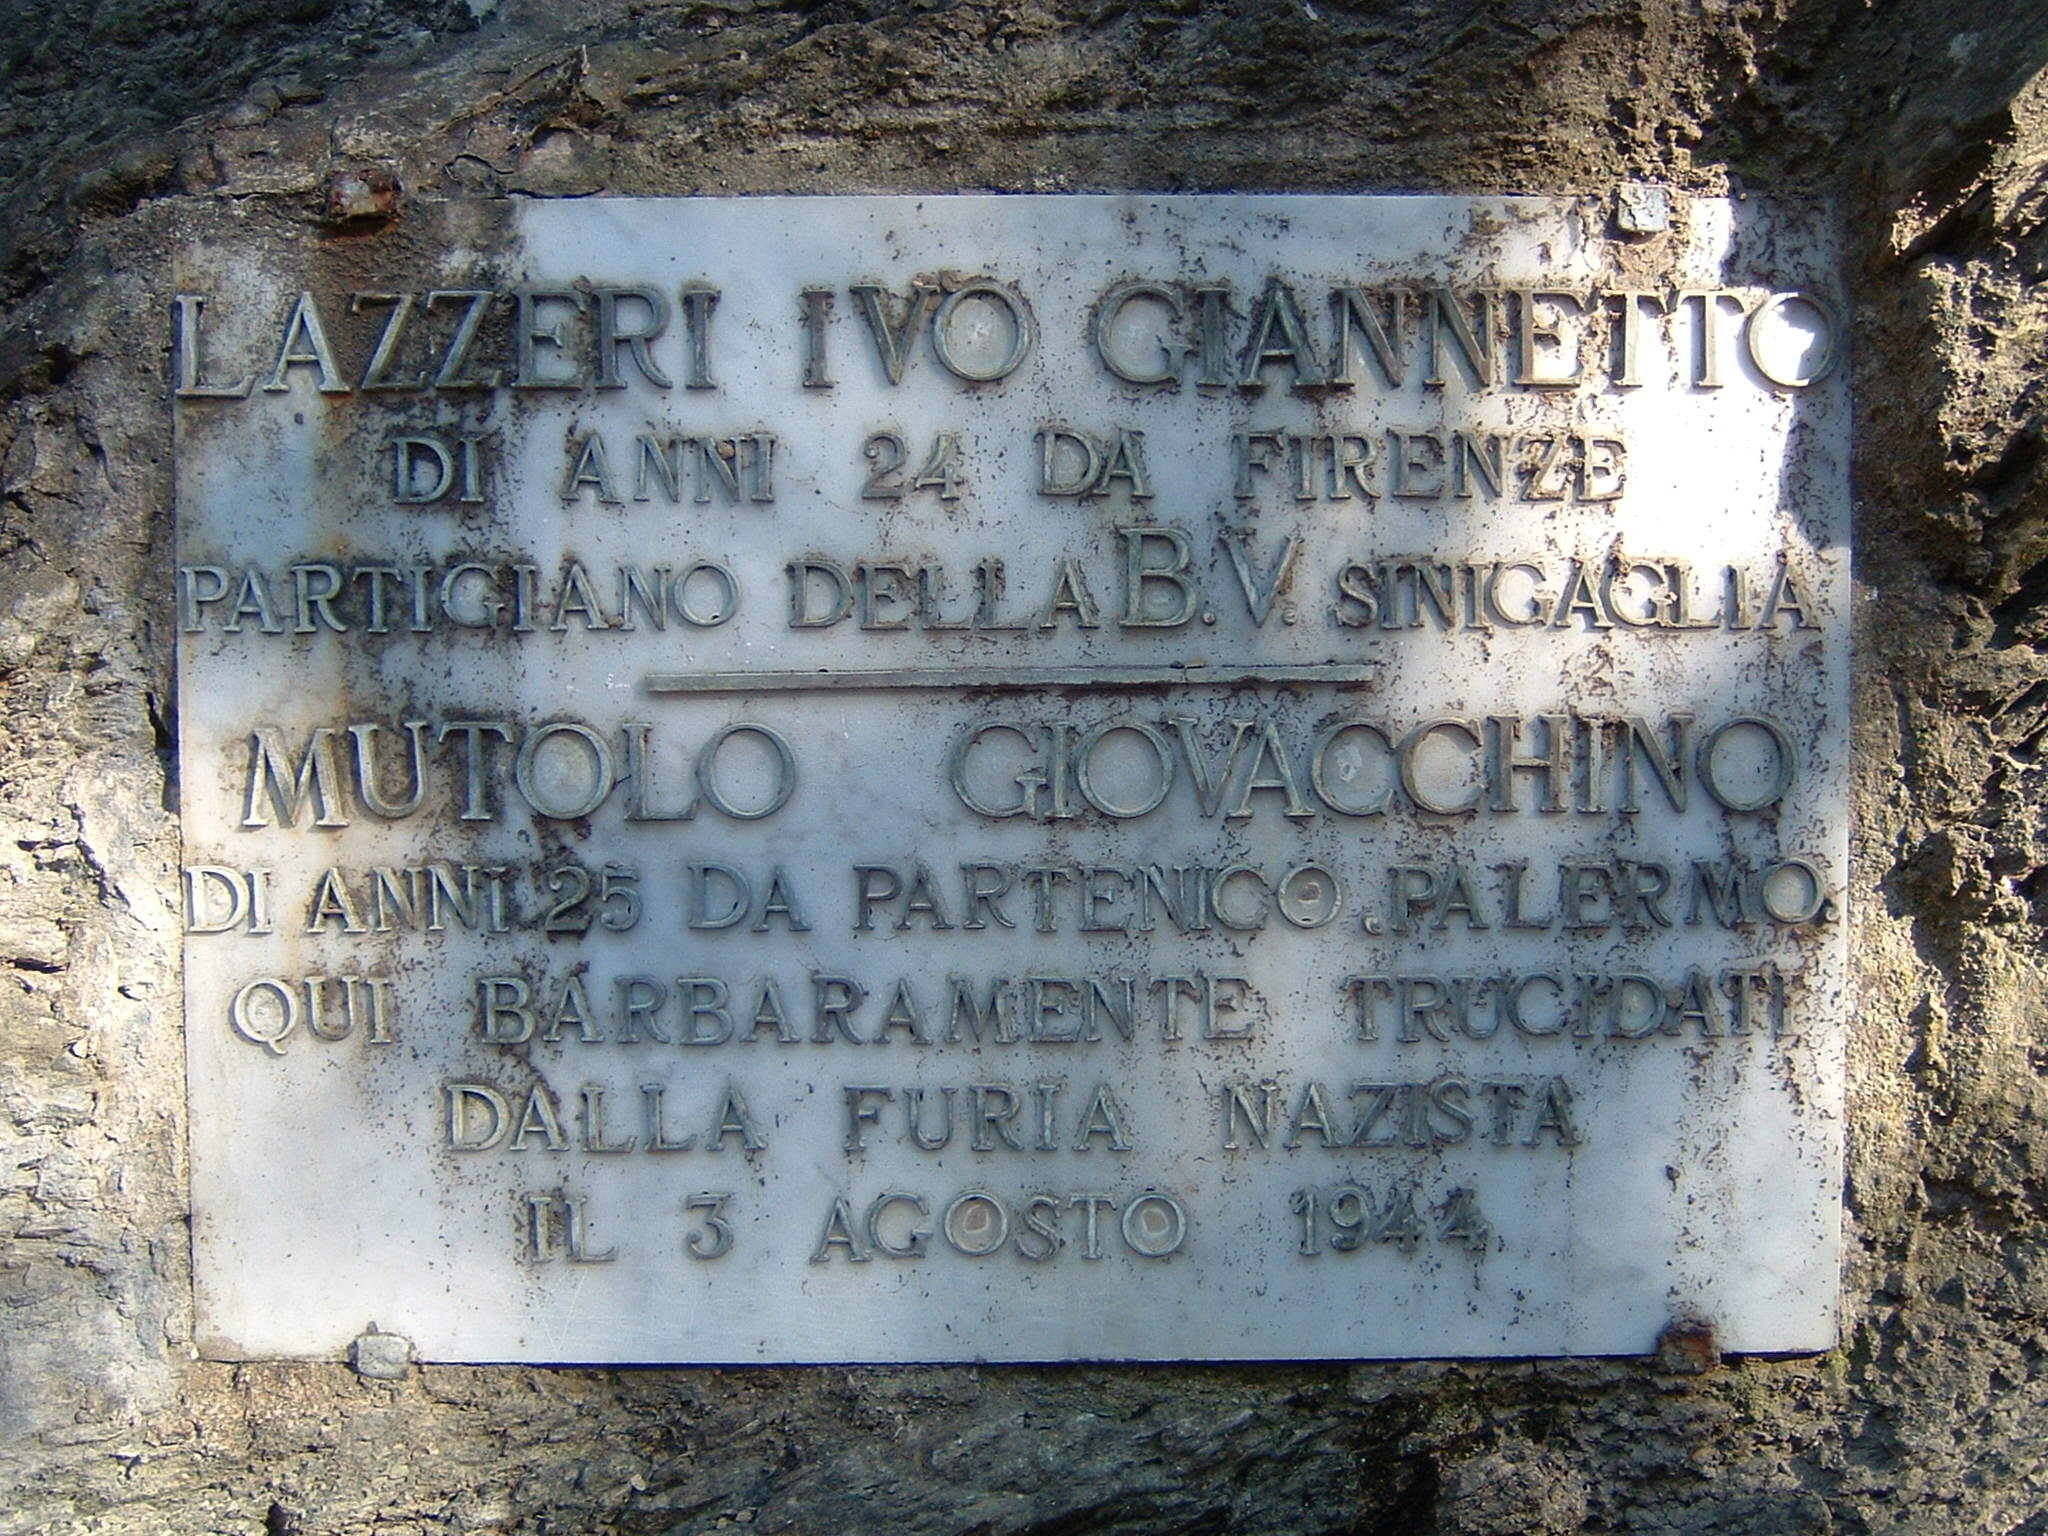 LAZZERI IVO GIANNETTO
DI ANNI 24 DA FIRENZE
PARTIGIANO DELLA B.V. SINIGAGLIA
MUTOLO GIOVACCHINO
DI ANNI 25 DA PARTENICO . PALERMO
QUI BARBARAMENTE TRUCIDATI
DALLA FURIA NAZISTA
IL 3 AGOSTO 1944